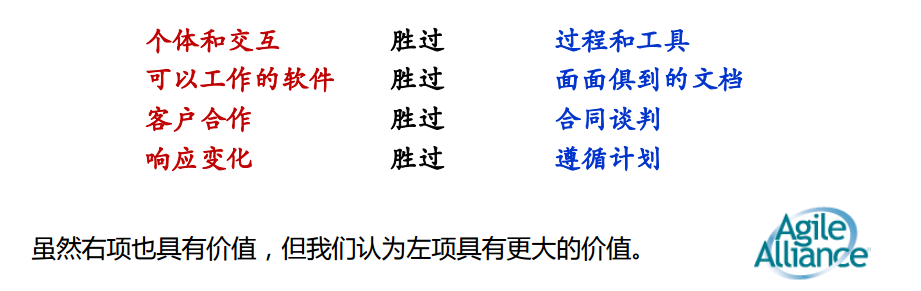 个体和交互 胜过 过程和工具
可以工作的软件 胜过 面面俱到的文档
客户合作 胜过 合同谈判
响应变化 胜过 遵循计划
虽然右项也具有价值，但我们认为左项具有更大的价值。
Agile
Alliance